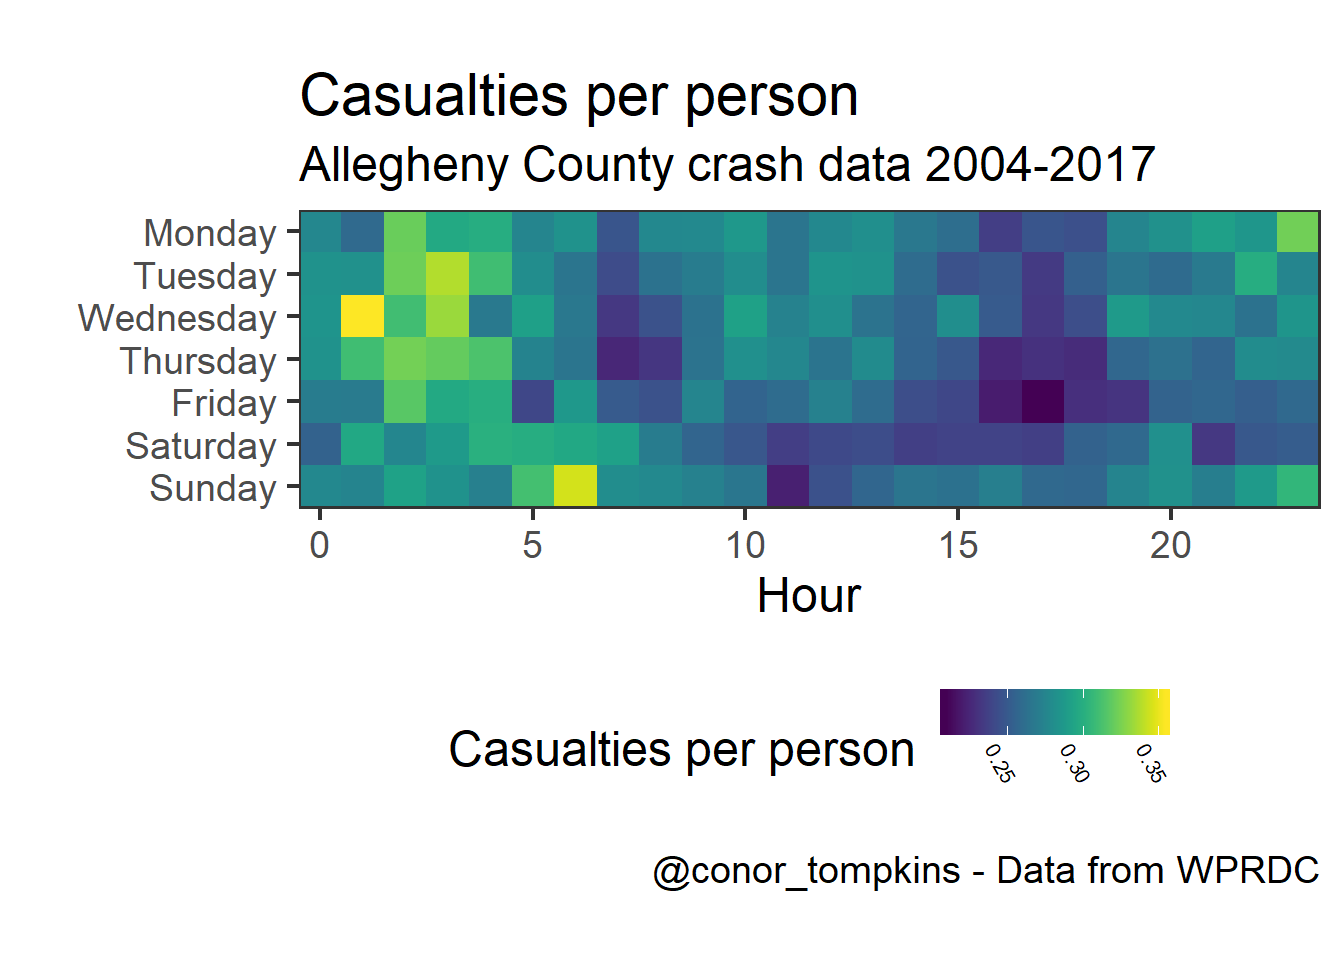 Casualties per person
Allegheny County crash data 2004-2017
Monday
Tuesday
Wednesday
Thursday
Friday
Saturday
Sunday
0 5 10 15 20
Hour
Casualties per person
0.25 0.30 0.35
@conor_tompkins - Data from WPRDC